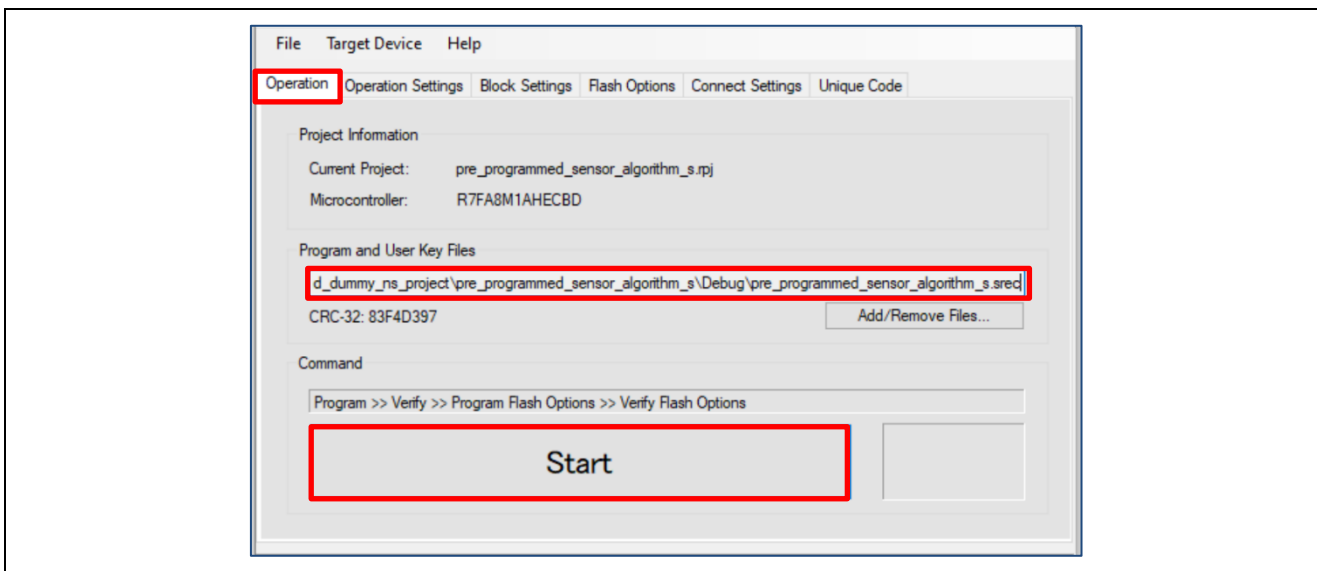 File Target Device Help
Operation Operation Settings Block Settings Flash Options Connect Settings Unique Code
Project Information
Current Project: pre_programmed_sensor_algorithm_s.rpj
Microcontroller: R7FA8M1AHECBD
Program and User Key Files
d_dummy_ns_project\pre_programmed_sensor_algorithm_s\Debug\pre_programmed_sensor_algorithm_s.srec
CRC-32: 83F4D397 Add/Remove Files...
Command
Program >> Verify >> Program Flash Options >> Verify Flash Options
Start